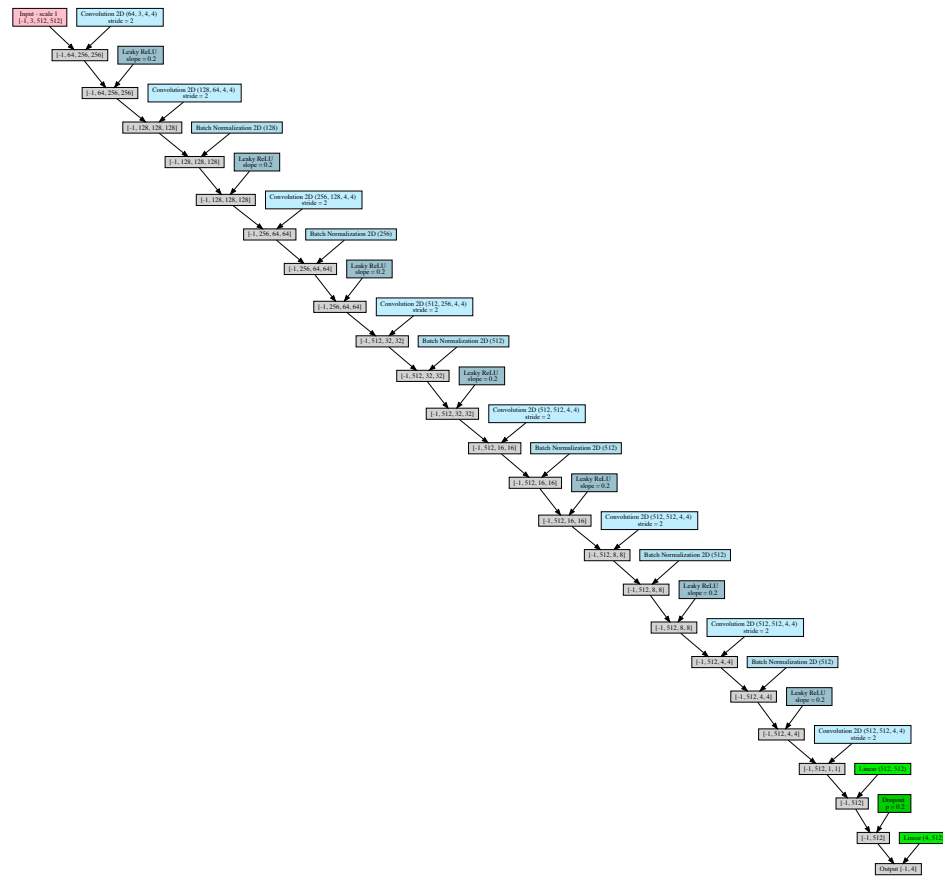 Input - scale 1
[-1, 3, 512, 512]
Convolution 2D (64, 3, 4, 4)
stride = 2
[-1, 64, 256, 256]
Leaky ReLU
slope = 0.2
[-1, 64, 256, 256]
Convolution 2D (128, 64, 4, 4)
stride = 2
[-1, 128, 128, 128]
Batch Normalization 2D (128)
[-1, 128, 128, 128]
Leaky ReLU
slope = 0.2
[-1, 128, 128, 128]
Convolution 2D (256, 128, 4, 4)
stride = 2
[-1, 256, 64, 64]
Batch Normalization 2D (256)
[-1, 256, 64, 64]
Leaky ReLU
slope = 0.2
[-1, 256, 64, 64]
Convolution 2D (512, 256, 4, 4)
stride = 2
[-1, 512, 32, 32]
Batch Normalization 2D (512)
[-1, 512, 32, 32]
Leaky ReLU
slope = 0.2
[-1, 512, 32, 32]
Convolution 2D (512, 512, 4, 4)
stride = 2
[-1, 512, 16, 16]
Batch Normalization 2D (512)
[-1, 512, 16, 16]
Leaky ReLU
slope = 0.2
[-1, 512, 16, 16]
Convolution 2D (512, 512, 4, 4)
stride = 2
[-1, 512, 8, 8]
Batch Normalization 2D (512)
[-1, 512, 8, 8]
Leaky ReLU
slope = 0.2
[-1, 512, 8, 8]
Convolution 2D (512, 512, 4, 4)
stride = 2
[-1, 512, 4, 4]
Batch Normalization 2D (512)
[-1, 512, 4, 4]
Leaky ReLU
slope = 0.2
[-1, 512, 4, 4]
Convolution 2D (512, 512, 4, 4)
stride = 2
[-1, 512, 1, 1]
Linear (512, 512)
[-1, 512]
Dropout
p = 0.2
[-1, 512]
Linear (4, 512
Output [-1, 4]